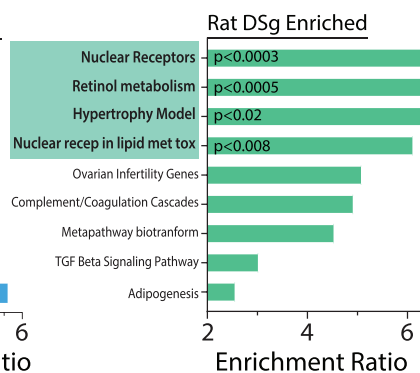 Rat DSg Enriched
Nuclear Receptors p<0.0003
Retinol metabolism p<0.0005
Hypertrophy Model p<0.02
Nuclear recep in lipid met tox p<0.008
Ovarian Infertility Genes
Complement/Coagulation Cascades
Metapathway biotranform
TGF Beta Signaling Pathway
Adipogenesis
6 2 4 6
tio Enrichment Ratio